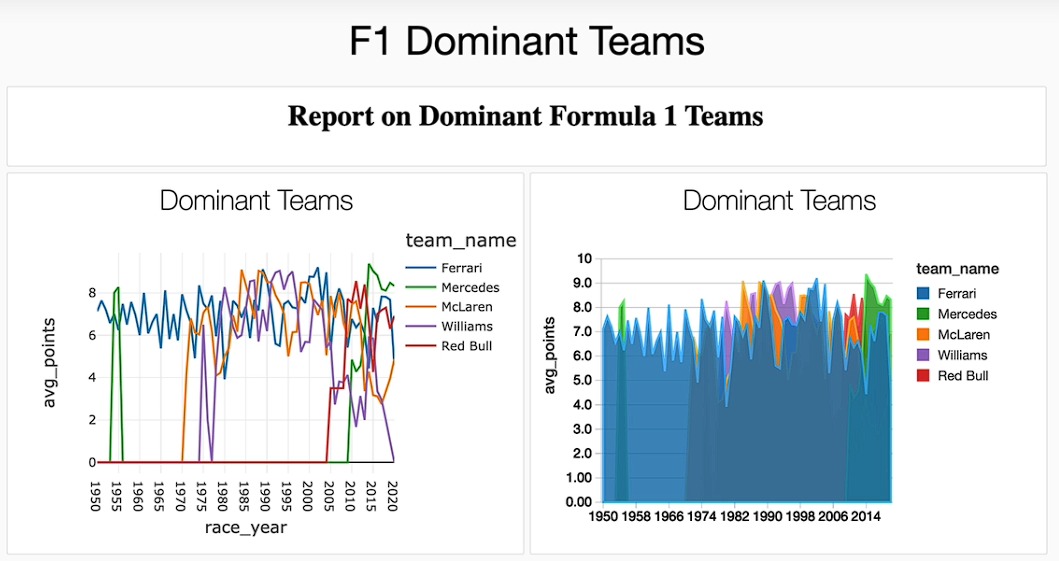 F1 Dominant Teams
Report on Dominant Formula 1 Teams
Dominant Teams
team_name
Ferrari
Mercedes
McLaren
Williams
Red Bull
avg_points
8
6
4
2
0
1950 1955 1960 1965 1970 1975 1980 1985 1990 1995 2000 2005 2010 2015 2020
race_year
Dominant Teams
team_name
Ferrari
Mercedes
McLaren
Williams
Red Bull
avg_points
10
9.0
8.0
7.0
6.0
5.0
4.0
3.0
2.0
1.00
0.00
1950 1958 1966 1974 1982 1990 1998 2006 2014